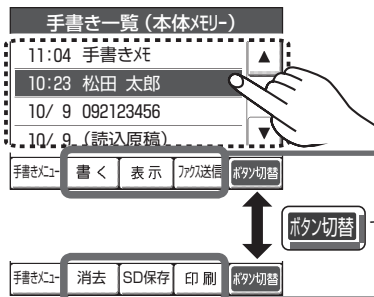 手書き一覧（本体ﾒﾓﾘｰ）
11:04 手書きﾒﾓ
▲
10:23 松田 太郎
10/ 9 092123456
10/ 9 （読込原稿）
▼
手書きﾒﾆｭｰ 書く 表示 ﾌｧｸｽ送信 ﾎﾞﾀﾝ切替
ﾎﾞﾀﾝ切替
手書きﾒﾆｭｰ 消去 SD保存 印刷 ﾎﾞﾀﾝ切替